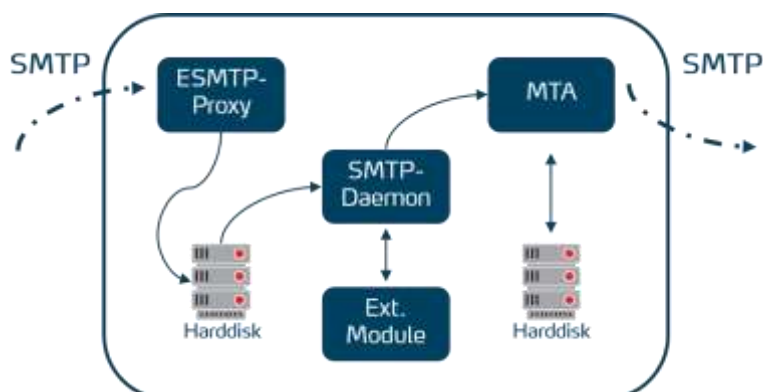 SMTP
ESMTP-
Proxy
MTA
SMTP
SMTP-
Daemon
Harddisk
Ext.
Module
Harddisk